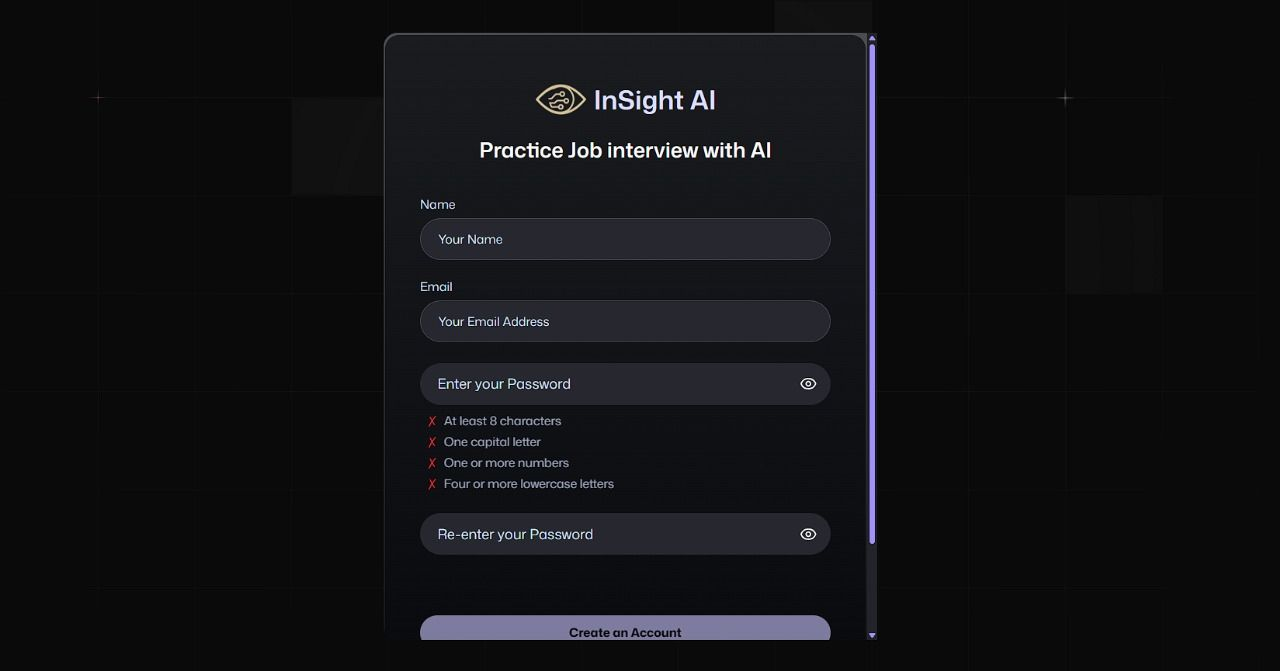 InSight AI
Practice Job interview with AI
Name
Your Name
Email
Your Email Address
Enter your Password
✗ At least 8 characters
✗ One capital letter
✗ One or more numbers
✗ Four or more lowercase letters
Re-enter your Password
Create an Account